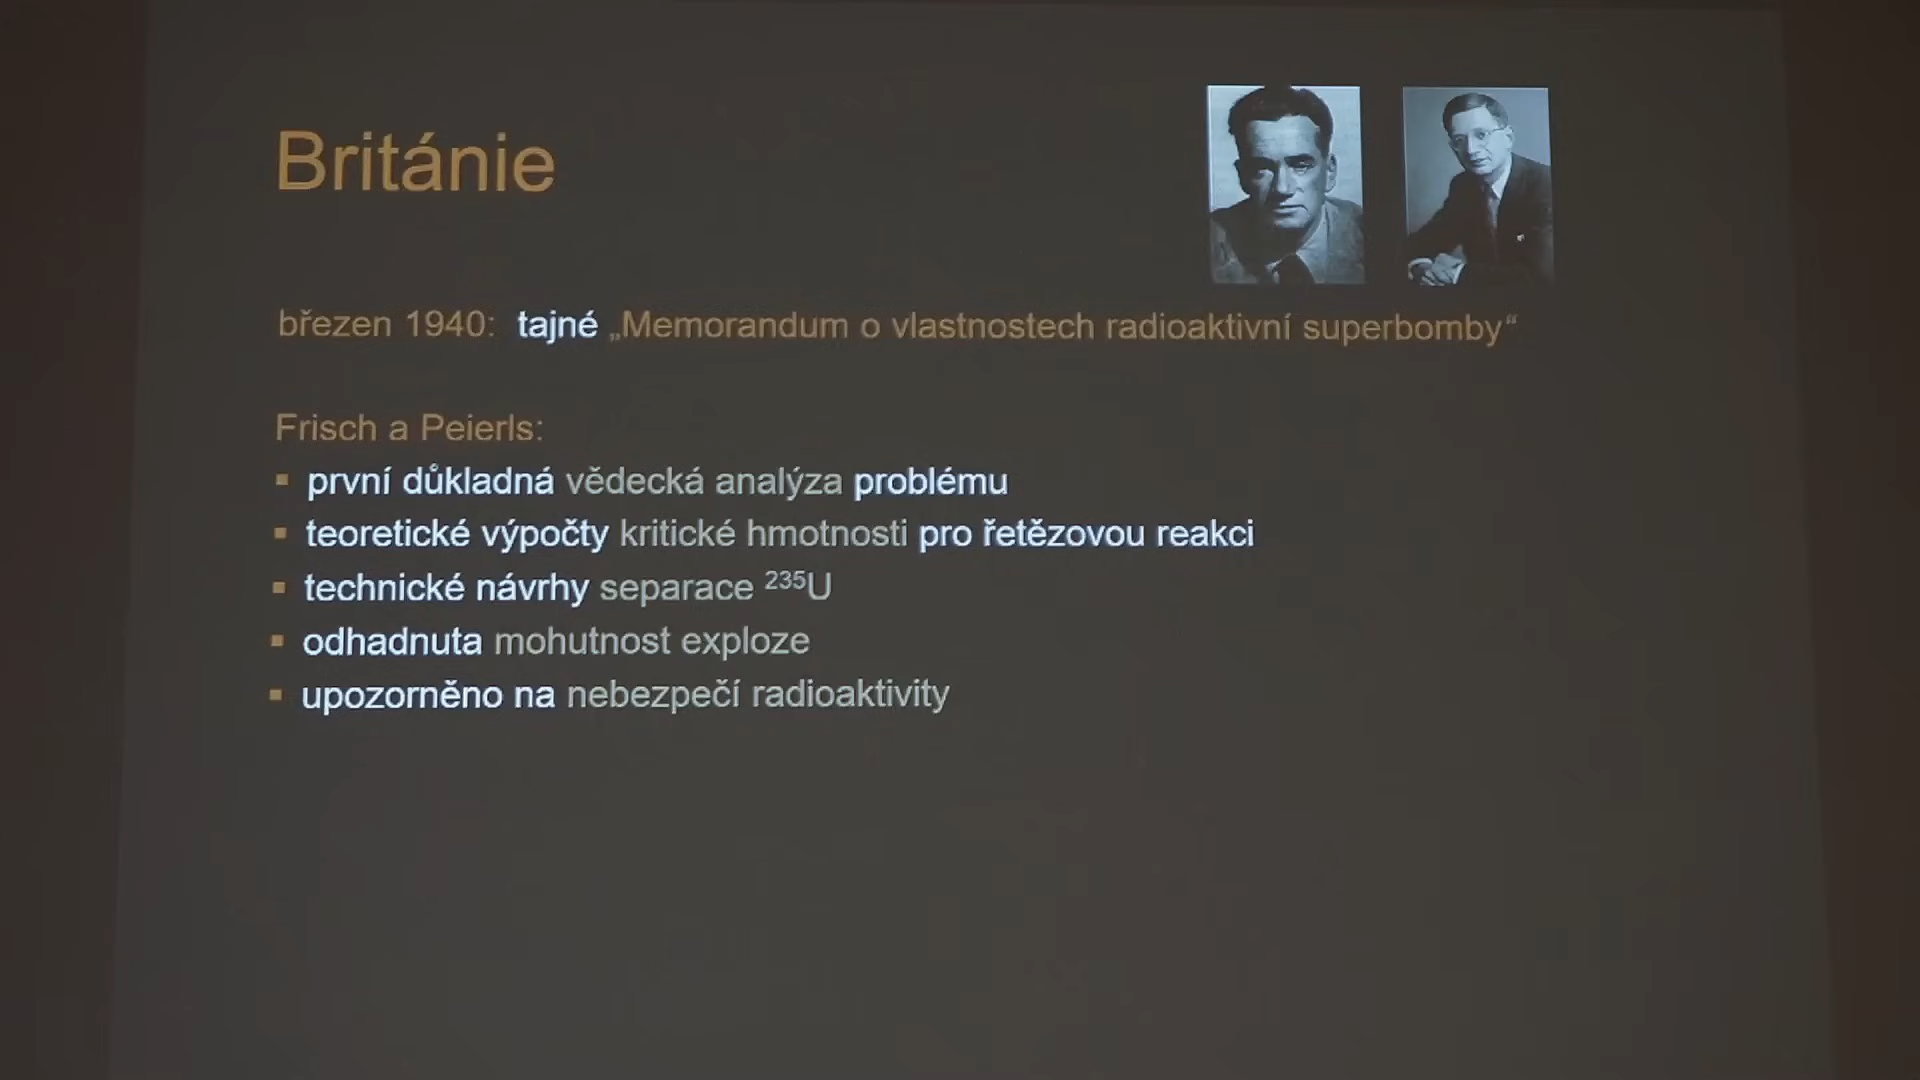 Británie
březen 1940: tajné „Memorandum o vlastnostech radioaktivní superbomby“
Frisch a Peierls:
▪ první důkladná vědecká analýza problému
▪ teoretické výpočty kritické hmotnosti pro řetězovou reakci
▪ technické návrhy separace ²³⁵U
▪ odhadnuta mohutnost exploze
▪ upozorněno na nebezpečí radioaktivity